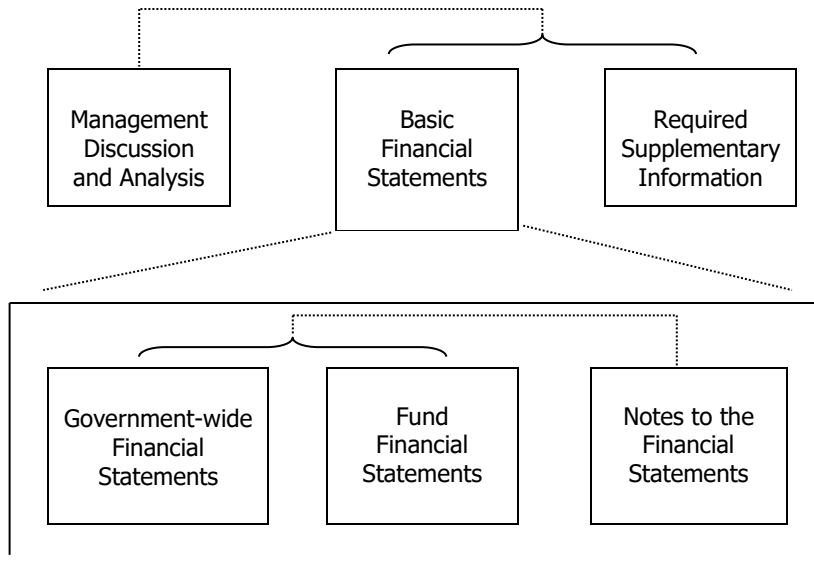 Management
Discussion
and Analysis
Basic
Financial
Statements
Required
Supplementary
Information
Government-wide
Financial
Statements
Fund
Financial
Statements
Notes to the
Financial
Statements